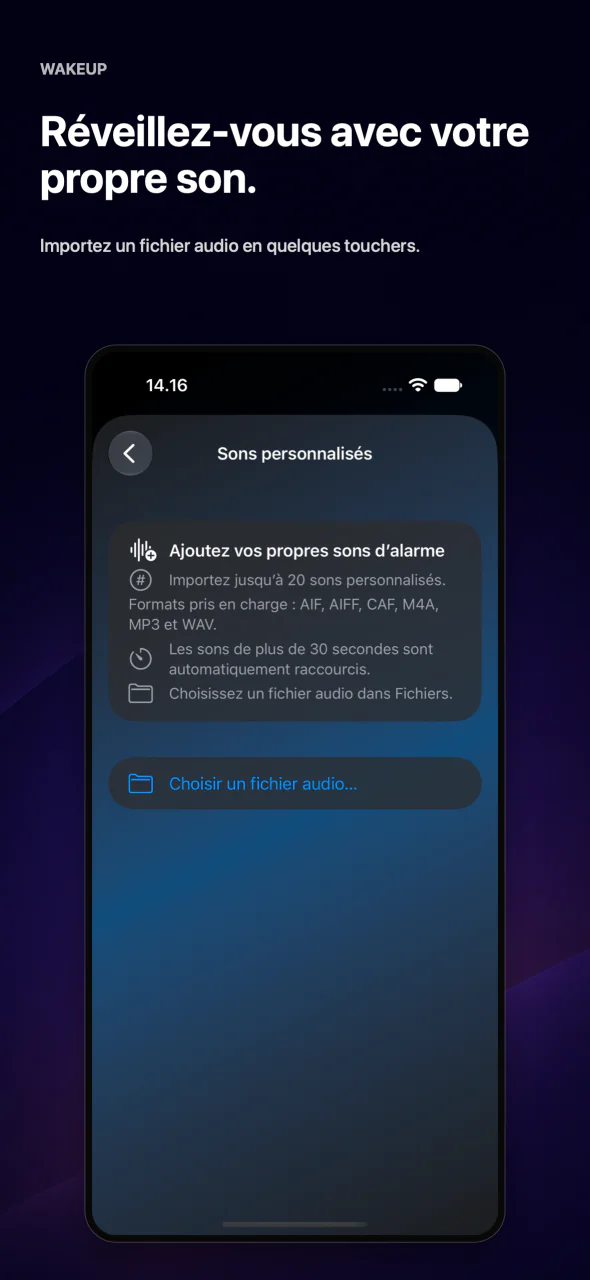 WAKEUP
Réveillez-vous avec votre
propre son.
Importez un fichier audio en quelques touchers.
14.16
Sons personnalisés
Ajoutez vos propres sons d’alarme
#
Importez jusqu’à 20 sons personnalisés.
Formats pris en charge : AIF, AIFF, CAF, M4A,
MP3 et WAV.
Les sons de plus de 30 secondes sont
automatiquement raccourcis.
Choisissez un fichier audio dans Fichiers.
Choisir un fichier audio...